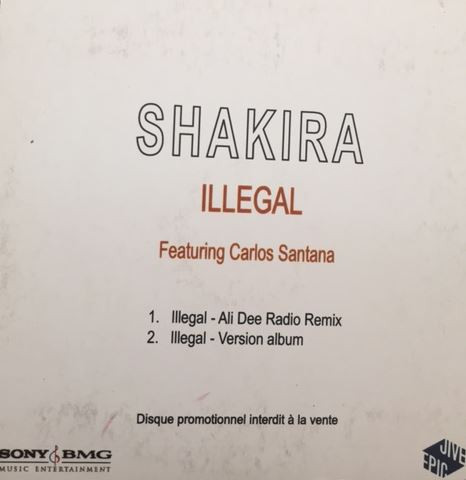 SHAKIRA
ILLEGAL
Featuring Carlos Santana
1. Illegal - Ali Dee Radio Remix
2. Illegal - Version album
Disque promotionnel interdit à la vente
SONY BMG
MUSIC ENTERTAINMENT
JIVE
EPIC